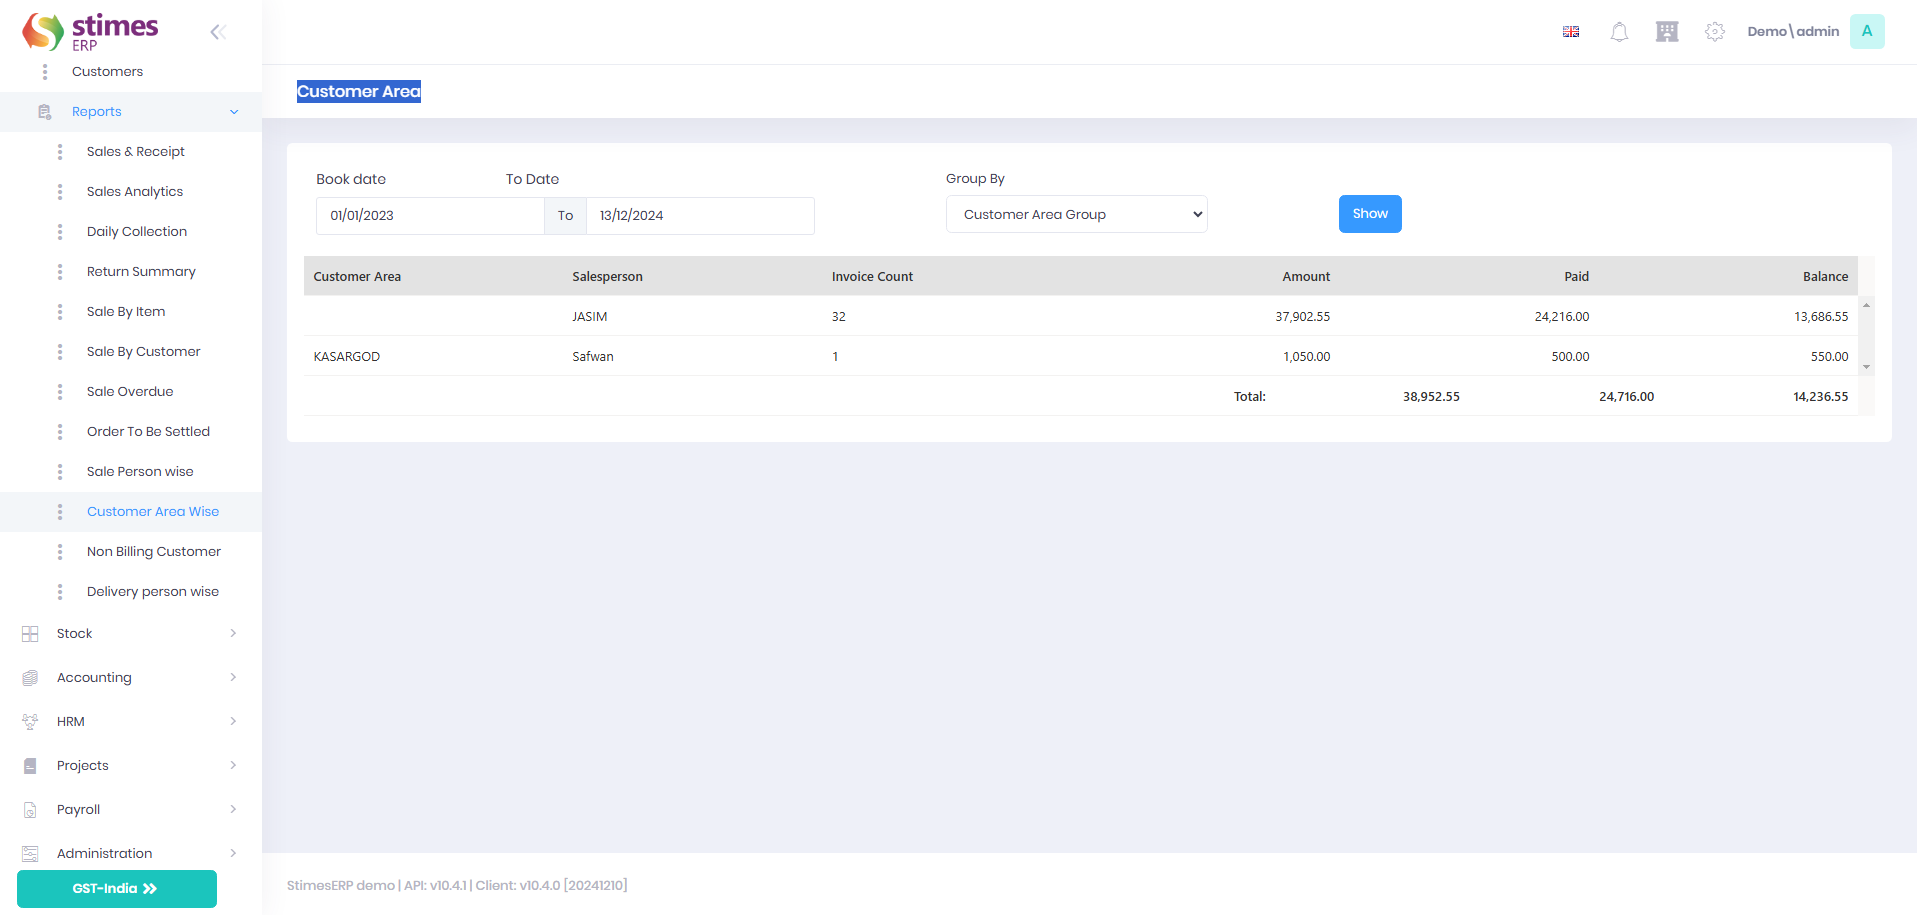 stimes
ERP
Demo\admin
A
Customers
Reports
Sales & Receipt
Sales Analytics
Daily Collection
Return Summary
Sale By Item
Sale By Customer
Sale Overdue
Order To Be Settled
Sale Person wise
Customer Area Wise
Non Billing Customer
Delivery person wise
Stock
Accounting
HRM
Projects
Payroll
Administration
GST-India
Customer Area
Book date To Date Group By
01/01/2023 To 13/12/2024 Customer Area Group Show
Customer Area Salesperson Invoice Count Amount Paid Balance
JASIM 32 37,902.55 24,216.00 13,686.55
KASARGOD Safwan 1 1,050.00 500.00 550.00
Total: 38,952.55 24,716.00 14,236.55
StimesERP demo | API: v10.4.1 | Client: v10.4.0 [20241210]